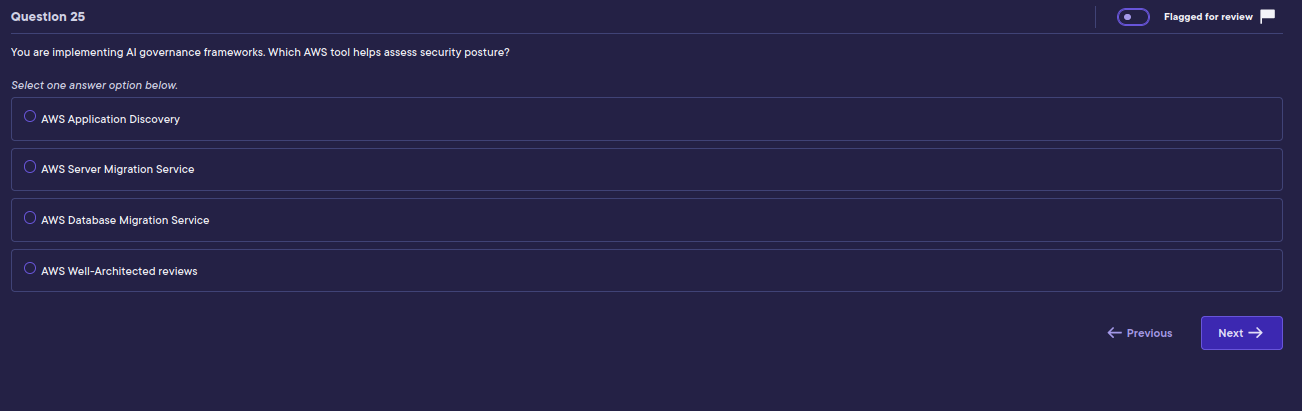 Question 25
Flagged for review
You are implementing AI governance frameworks. Which AWS tool helps assess security posture?
Select one answer option below.
AWS Application Discovery
AWS Server Migration Service
AWS Database Migration Service
AWS Well-Architected reviews
Previous
Next